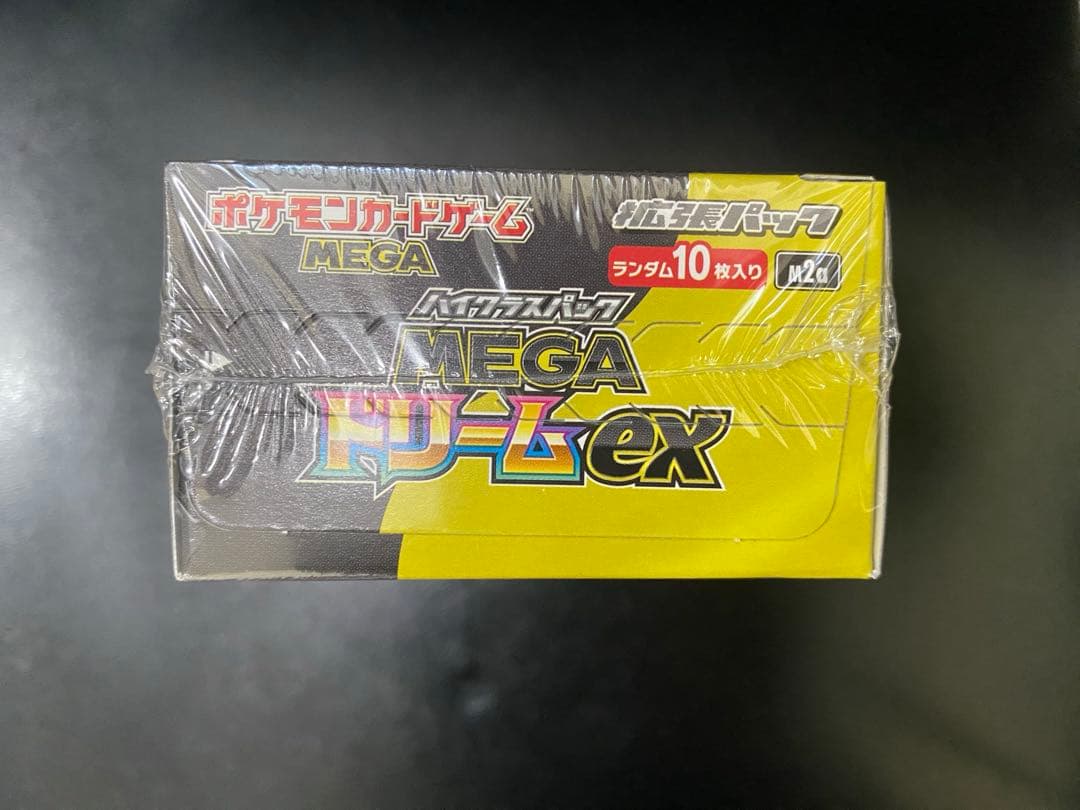 ポケモンカードゲーム
MEGA
拡張パック
ランダム10枚入り
M2a
ハイクラスパック
MEGA
ドリームex